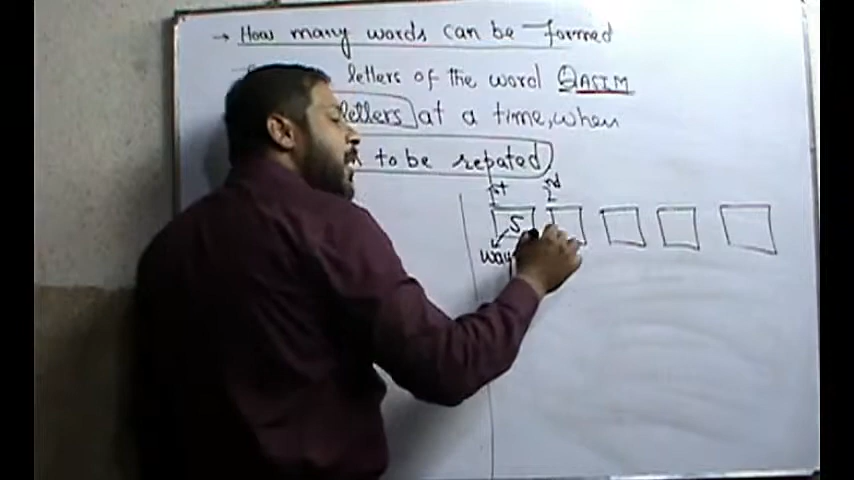 → How many words can be formed
letters of the word QASIM
letters at a time, when
to be repated
1st 2nd
5
way